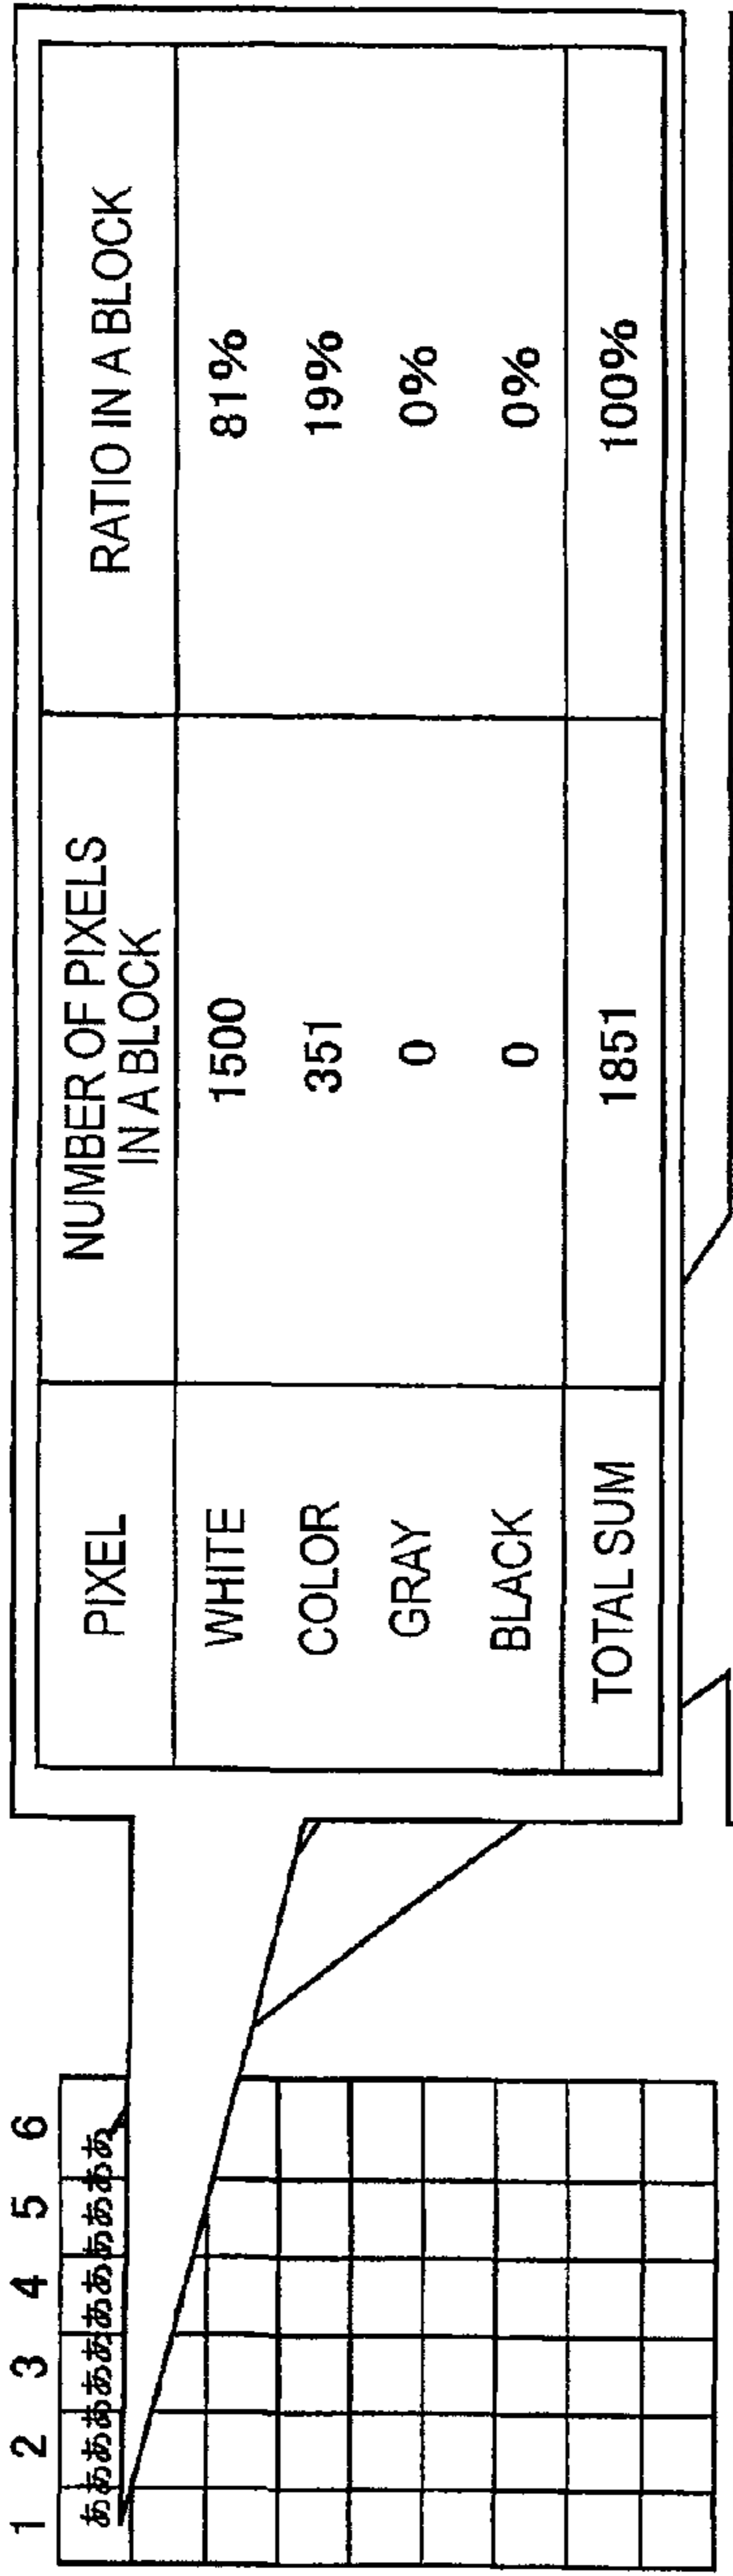 1 2 3 4 5 6
ああああああああああああ
PIXEL NUMBER OF PIXELS IN A BLOCK RATIO IN A BLOCK
WHITE 1500 81%
COLOR 351 19%
GRAY 0 0%
BLACK 0 0%
TOTAL SUM 1851 100%